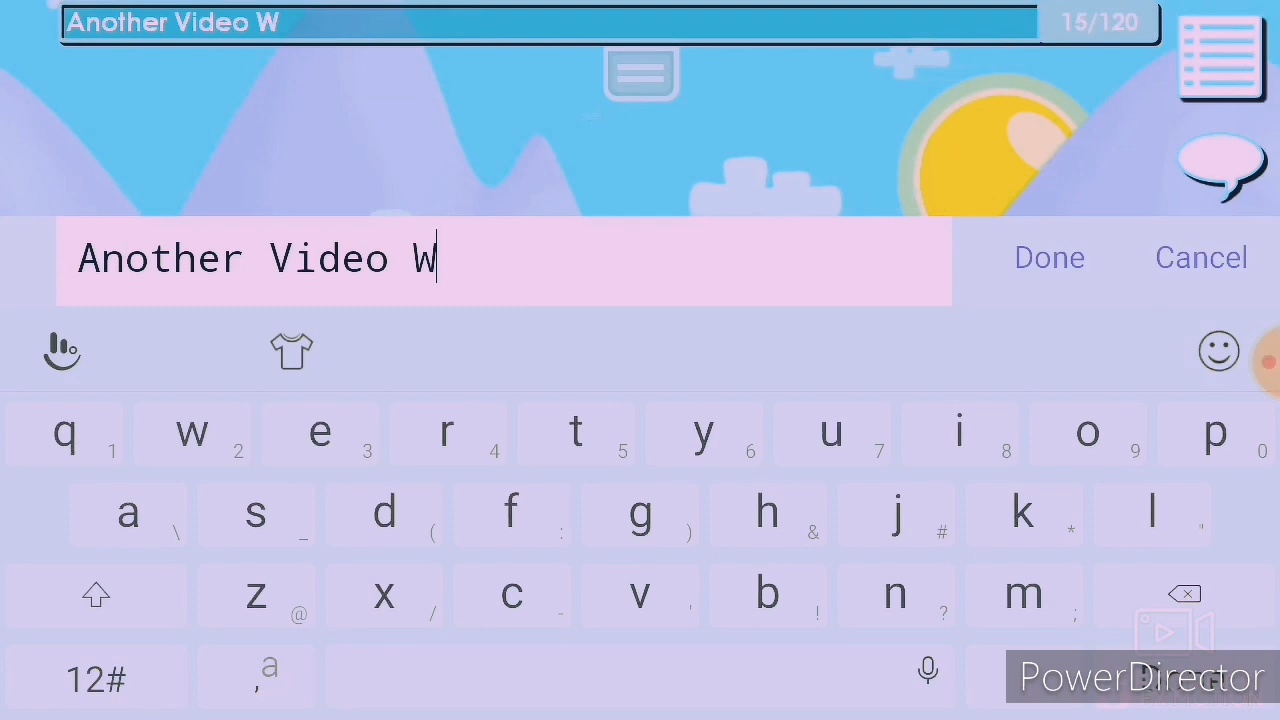 Another Video W
15/120
Another Video W
Done
Cancel
q 1 w 2 e 3 r 4 t 5 y 6 u 7 i 8 o 9 p 0
a \ s _ d ( f : g ) h & j # k * l "
z @ x / c - v ' b ! n ? m ;
12# , a
PowerDirector